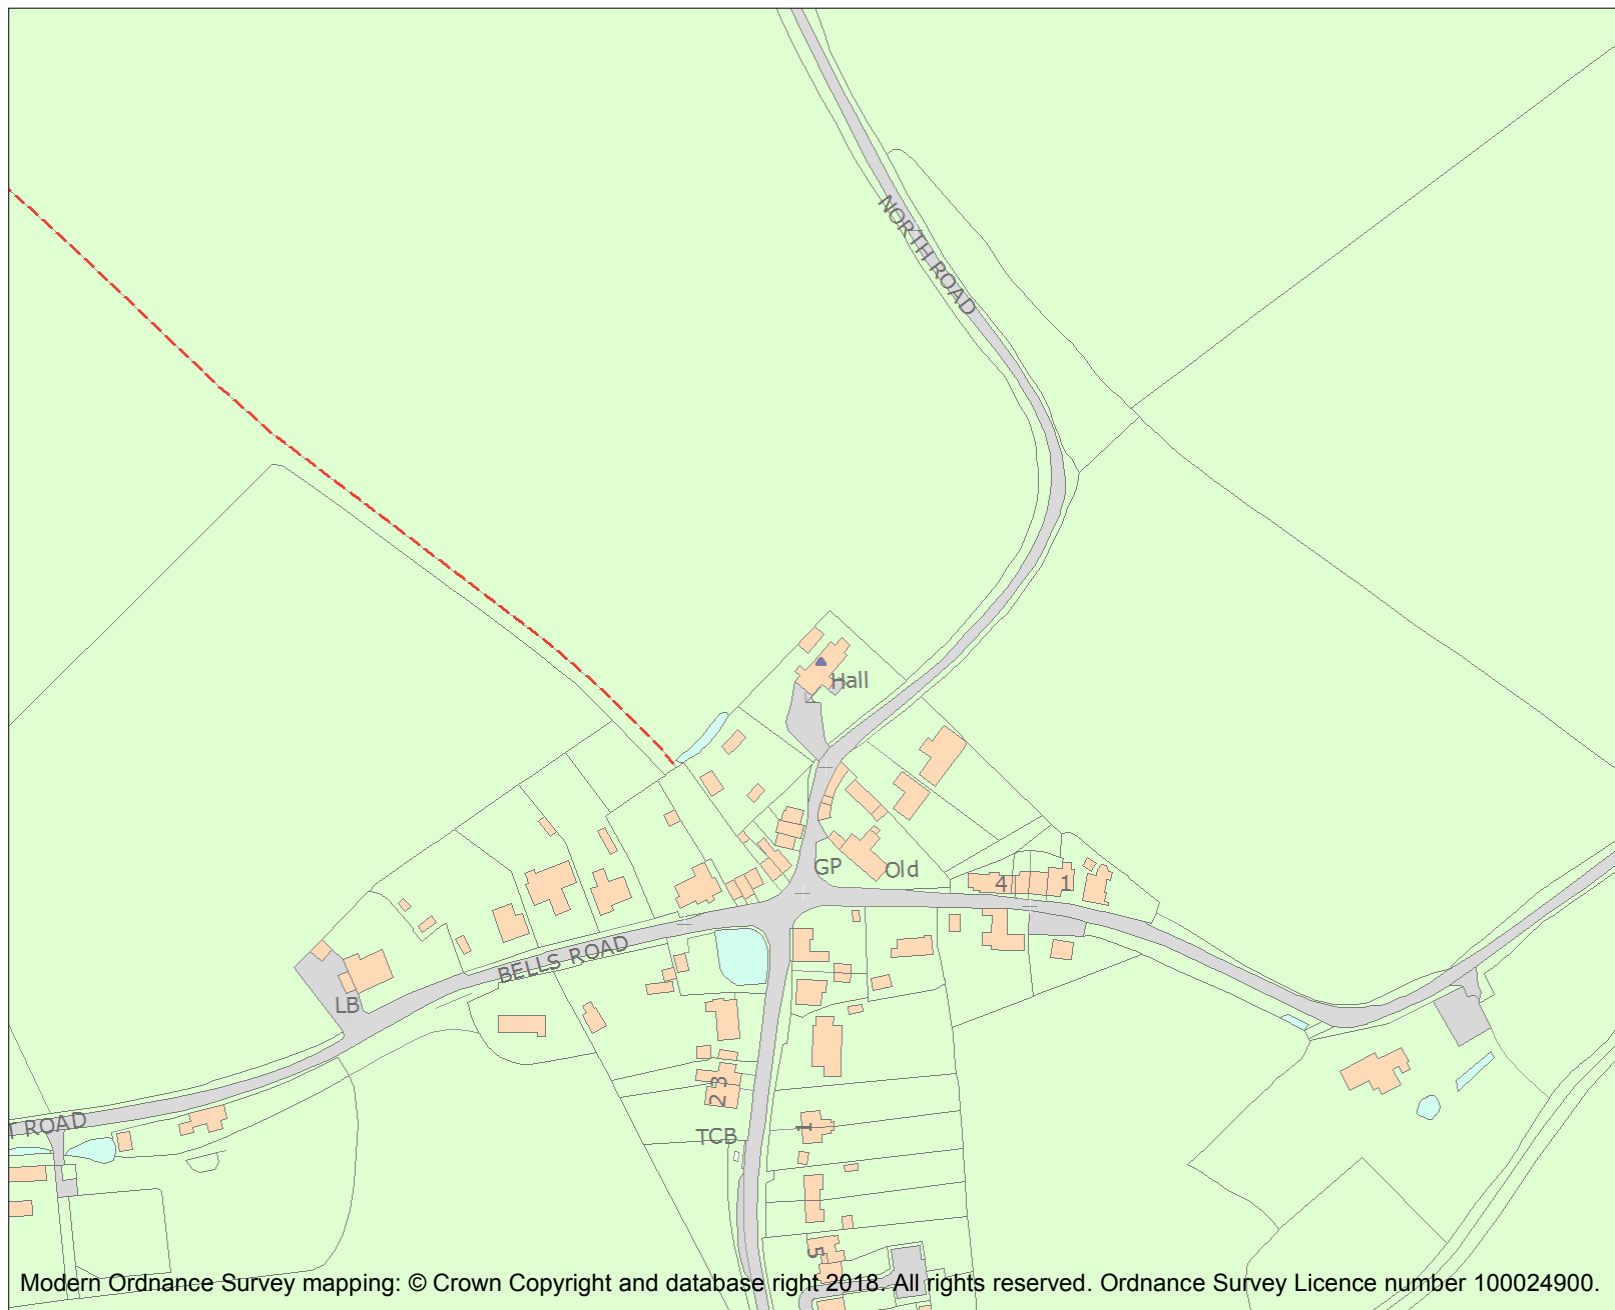 NORTH ROAD
Hall
GP
Old
4
1
BELLS ROAD
LB
3
2
T ROAD
TCB
1
5
Modern Ordnance Survey mapping: © Crown Copyright and database right 2018. All rights reserved. Ordnance Survey Licence number 100024900.